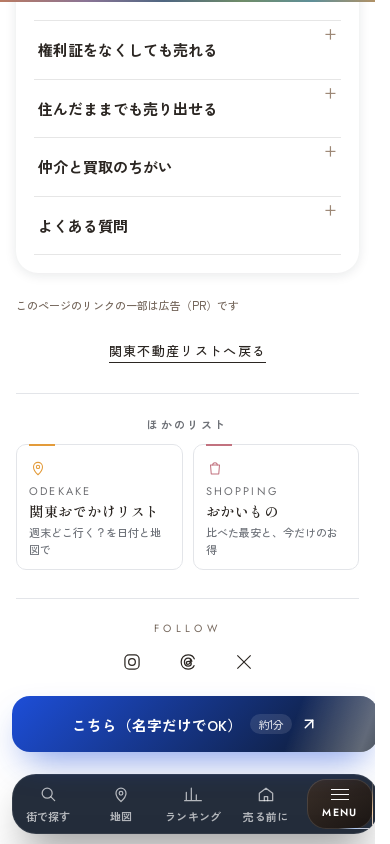 権利証をなくしても売れる
住んだままでも売り出せる
仲介と買取のちがい
よくある質問
このページのリンクの一部は広告（PR）です
関東不動産リストへ戻る
ほかのリスト
ODEKAKE
関東おでかけリスト
週末どこ行く？を日付と地
図で
SHOPPING
おかいもの
比べた最安と、今だけのお
得
FOLLOW
こちら（名字だけでOK） 約1分
街で探す
地図
ランキング
売る前に
MENU